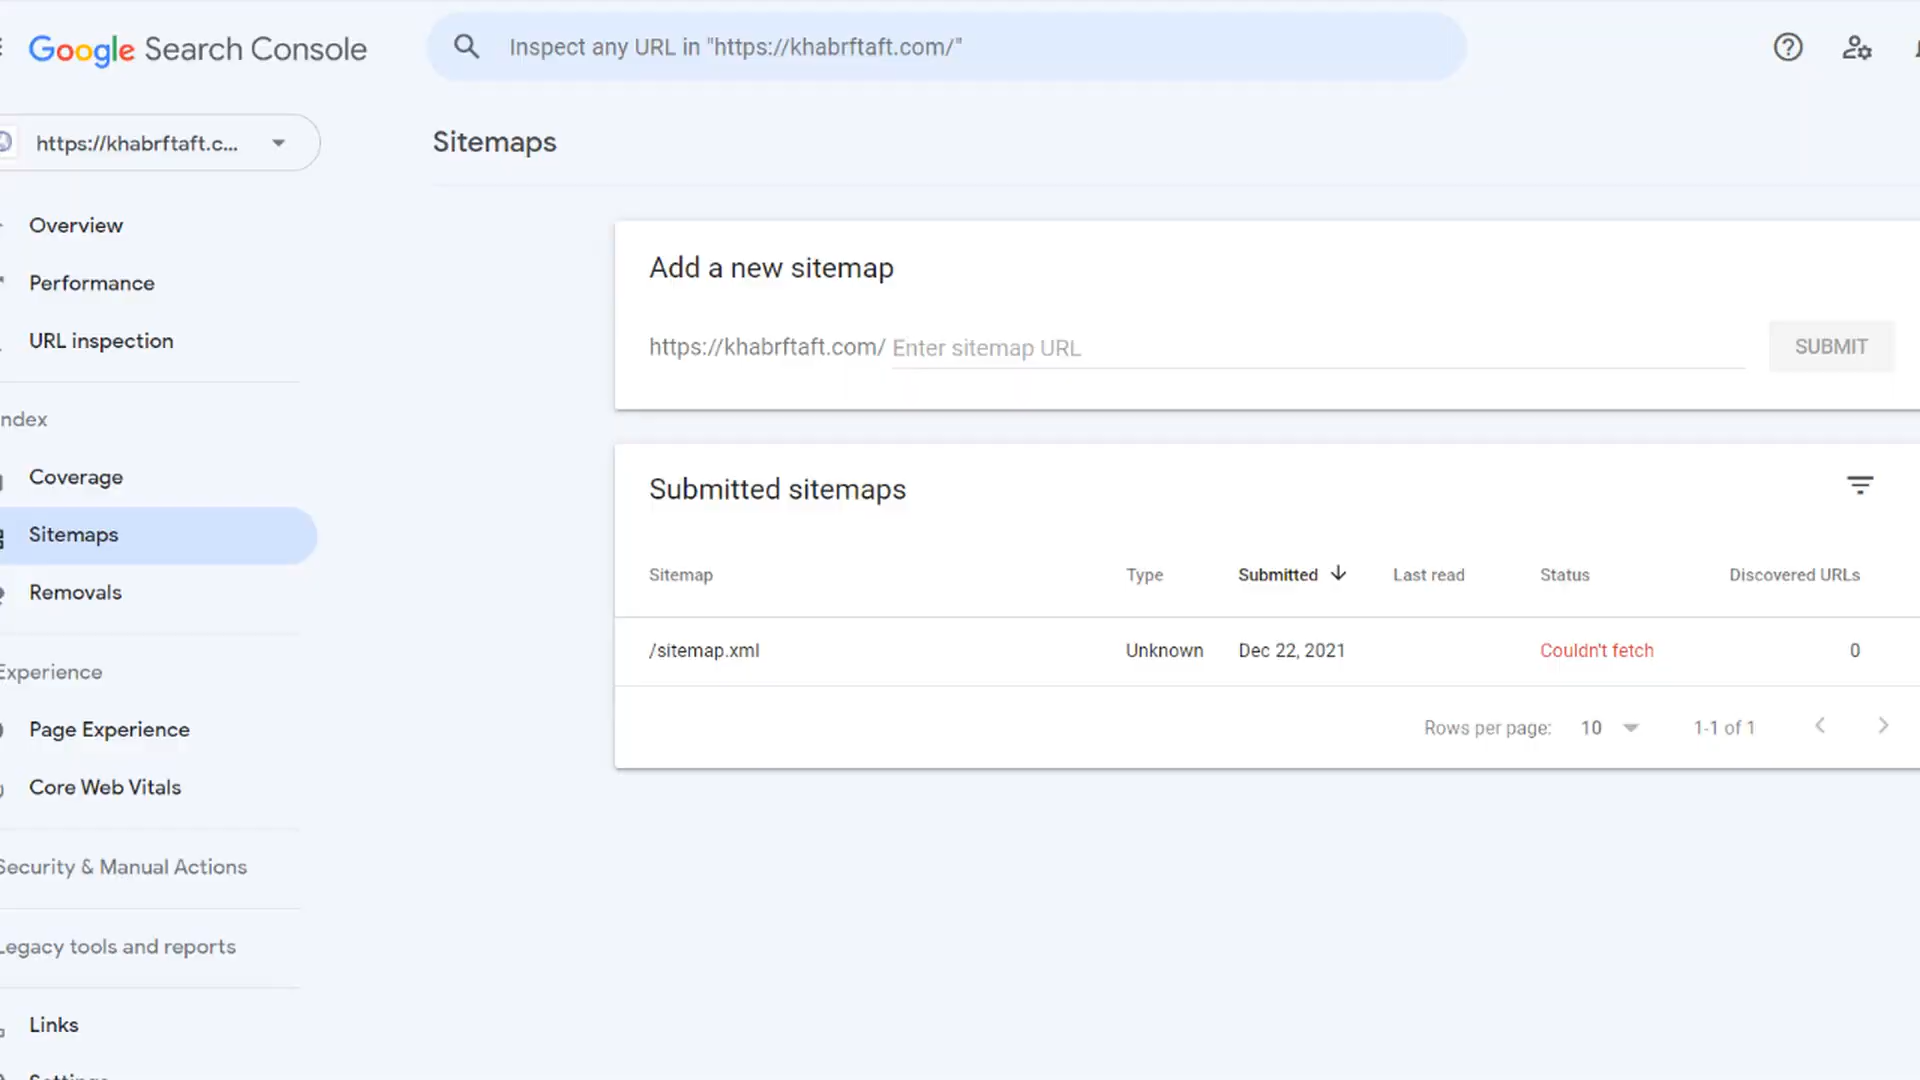 Google Search Console
Inspect any URL in "https://khabrftaft.com/"
https://khabrftaft.c...
Overview
Performance
URL inspection
ndex
Coverage
Sitemaps
Removals
Experience
Page Experience
Core Web Vitals
Security & Manual Actions
Legacy tools and reports
Links
Settings
Sitemaps
Add a new sitemap
https://khabrftaft.com/ Enter sitemap URL
SUBMIT
Submitted sitemaps
Sitemap Type Submitted Last read Status Discovered URLs
/sitemap.xml Unknown Dec 22, 2021 Couldn't fetch 0
Rows per page: 10 1-1 of 1